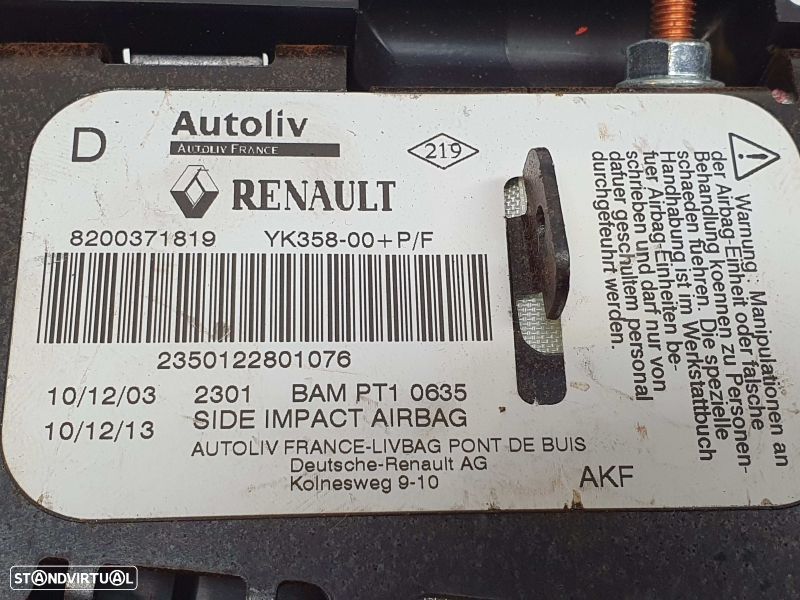 D
Autoliv
AUTOLIV FRANCE
219
RENAULT
8200371819 YK358-00+P/F
2350122801076
10/12/03 2301 BAM PT1 0635
10/12/13 SIDE IMPACT AIRBAG
AUTOLIV FRANCE-LIVBAG PONT DE BUIS
Deutsche-Renault AG
Kolnesweg 9-10
AKF
Warnung : Manipulationen an
der Airbag-Einheit oder falsche
Behandlung koennen zu Personen-
schaeden fuehren. Die spezielle
Handhabung ist im Werkstattbuch
fuer Airbag-Einheiten be-
schrieben und darf nur von
dafuer geschultem personal
durchgefeuhrt werden.
STANDVIRTUAL